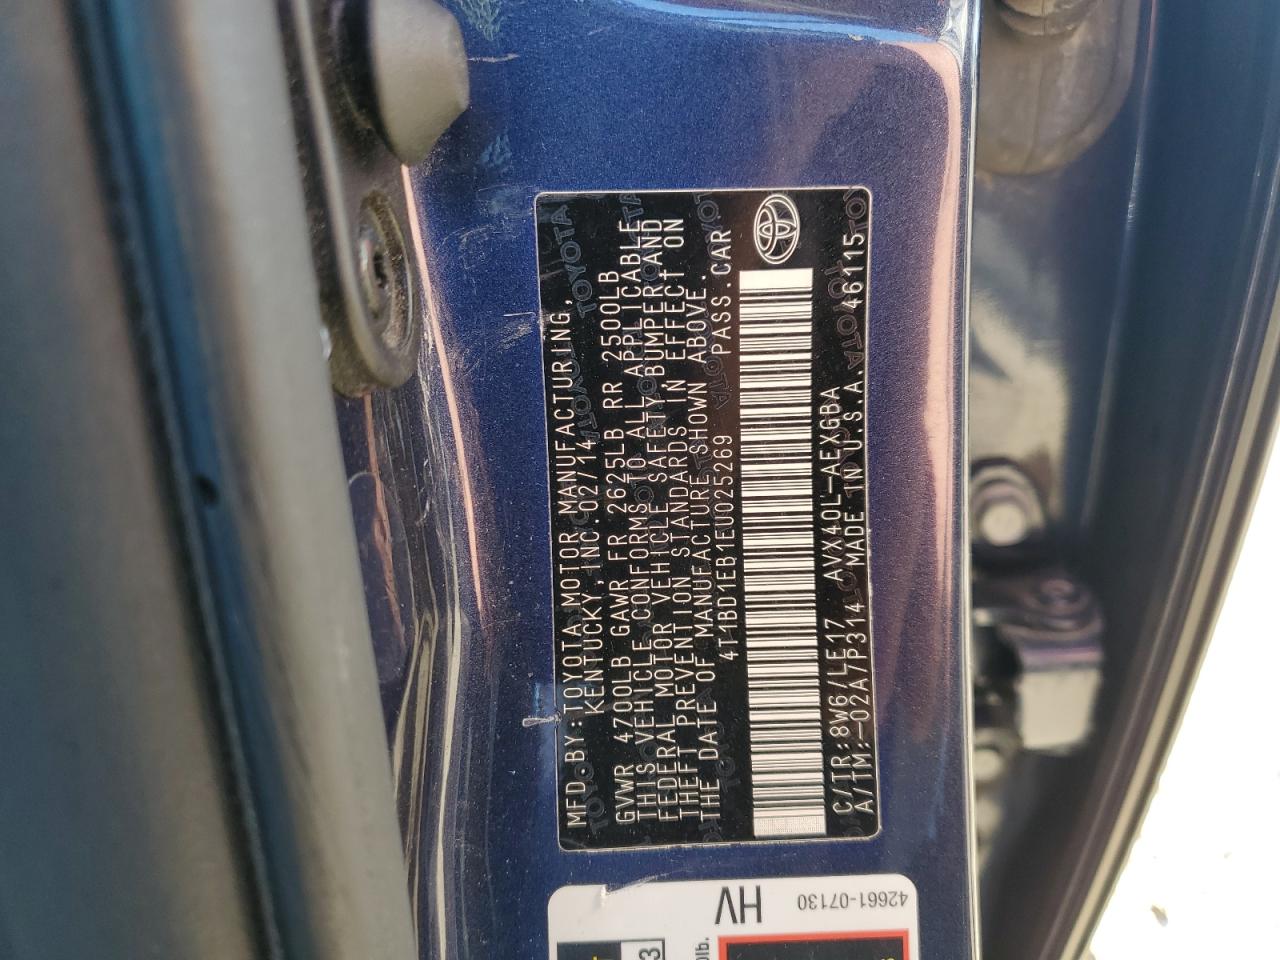 MFD.BY:TOYOTA MOTOR MANUFACTURING,
KENTUCKY,INC.02/14
GVWR 4700LB GAWR FR 2625LB RR 2500LB
THIS VEHICLE CONFORMS TO ALL APPLICABLE
FEDERAL MOTOR VEHICLE SAFETY,BUMPER,AND
THEFT PREVENTION STANDARDS IN EFFECT ON
THE DATE OF MANUFACTURE SHOWN ABOVE.
4T1BD1EB1EU025269 PASS.CAR
C/TR:8W6/LE17 AVX40L-AEXGBA
A/TM:-02A/P314 MADE IN U.S.A. 46115
42661-07130
HV